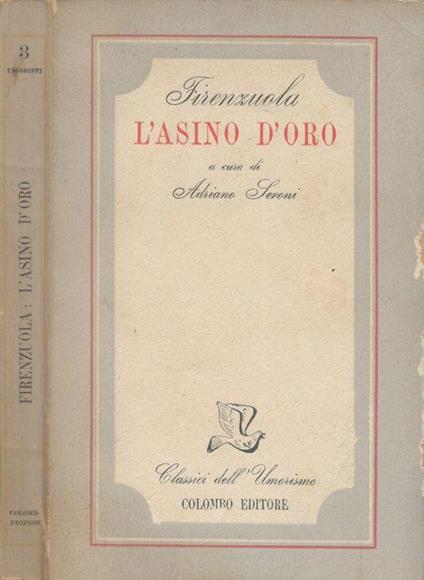 3
UMORISTI
FIRENZUOLA: L'ASINO D'ORO
COLOMBO
EDITORE
Firenzuola
L'ASINO D'ORO
a cura di
Adriano Seroni
Classici dell'Umorismo
COLOMBO EDITORE